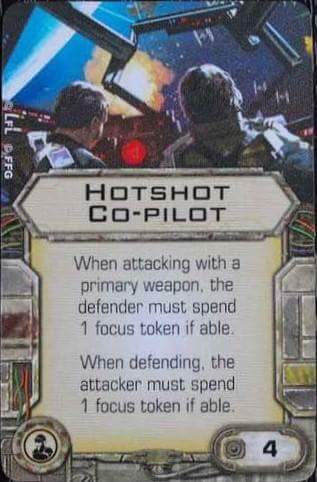 © LFL © FFG
HOTSHOT
CO-PILOT
When attacking with a
primary weapon, the
defender must spend
1 focus token if able.
When defending, the
attacker must spend
1 focus token if able.
4